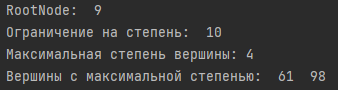 RootNode:  9
Ограничение на степень:  10
Максимальная степень вершины: 4
Вершины с максимальной степенью:  61  98